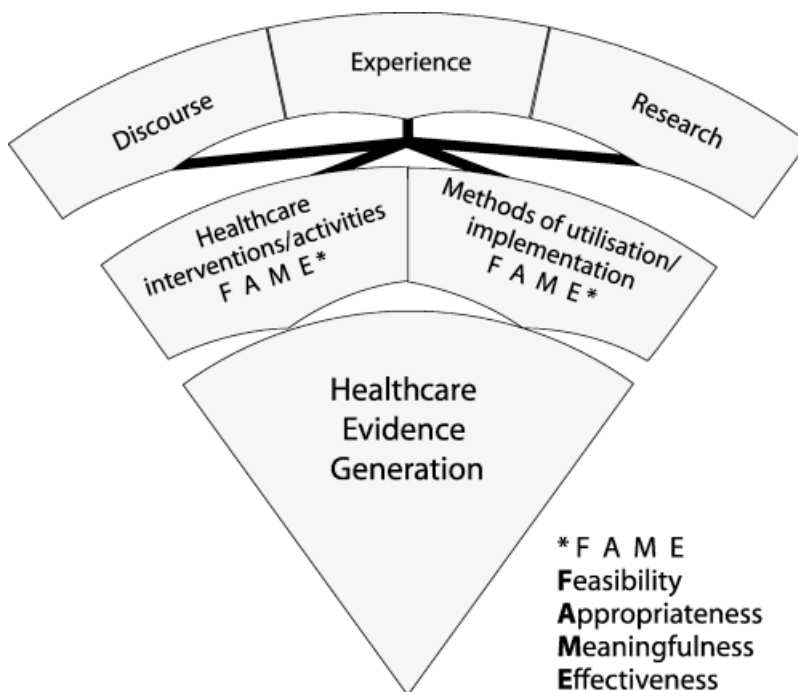 Discourse
Experience
Research
Healthcare
interventions/activities
F A M E*
Methods of utilisation/
implementation
F A M E*
Healthcare
Evidence
Generation
*F A M E
Feasibility
Appropriateness
Meaningfulness
Effectiveness